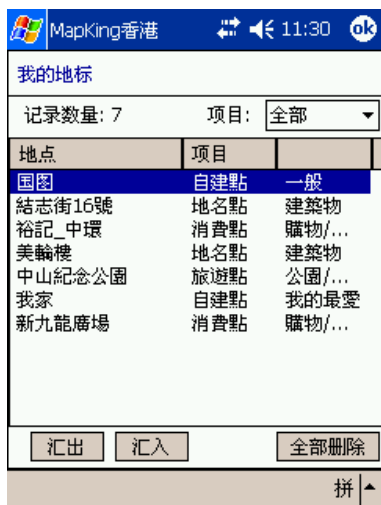 MapKing香港 11:30 ok
我的地标
记录数量: 7 项目: 全部
地点 项目
国图 自建點 一般
結志街16號 地名點 建築物
裕記_中環 消費點 購物/...
美輪樓 地名點 建築物
中山紀念公園 旅遊點 公園/...
我家 自建點 我的最愛
新九龍廣場 消費點 購物/...
汇出 汇入 全部删除
拼